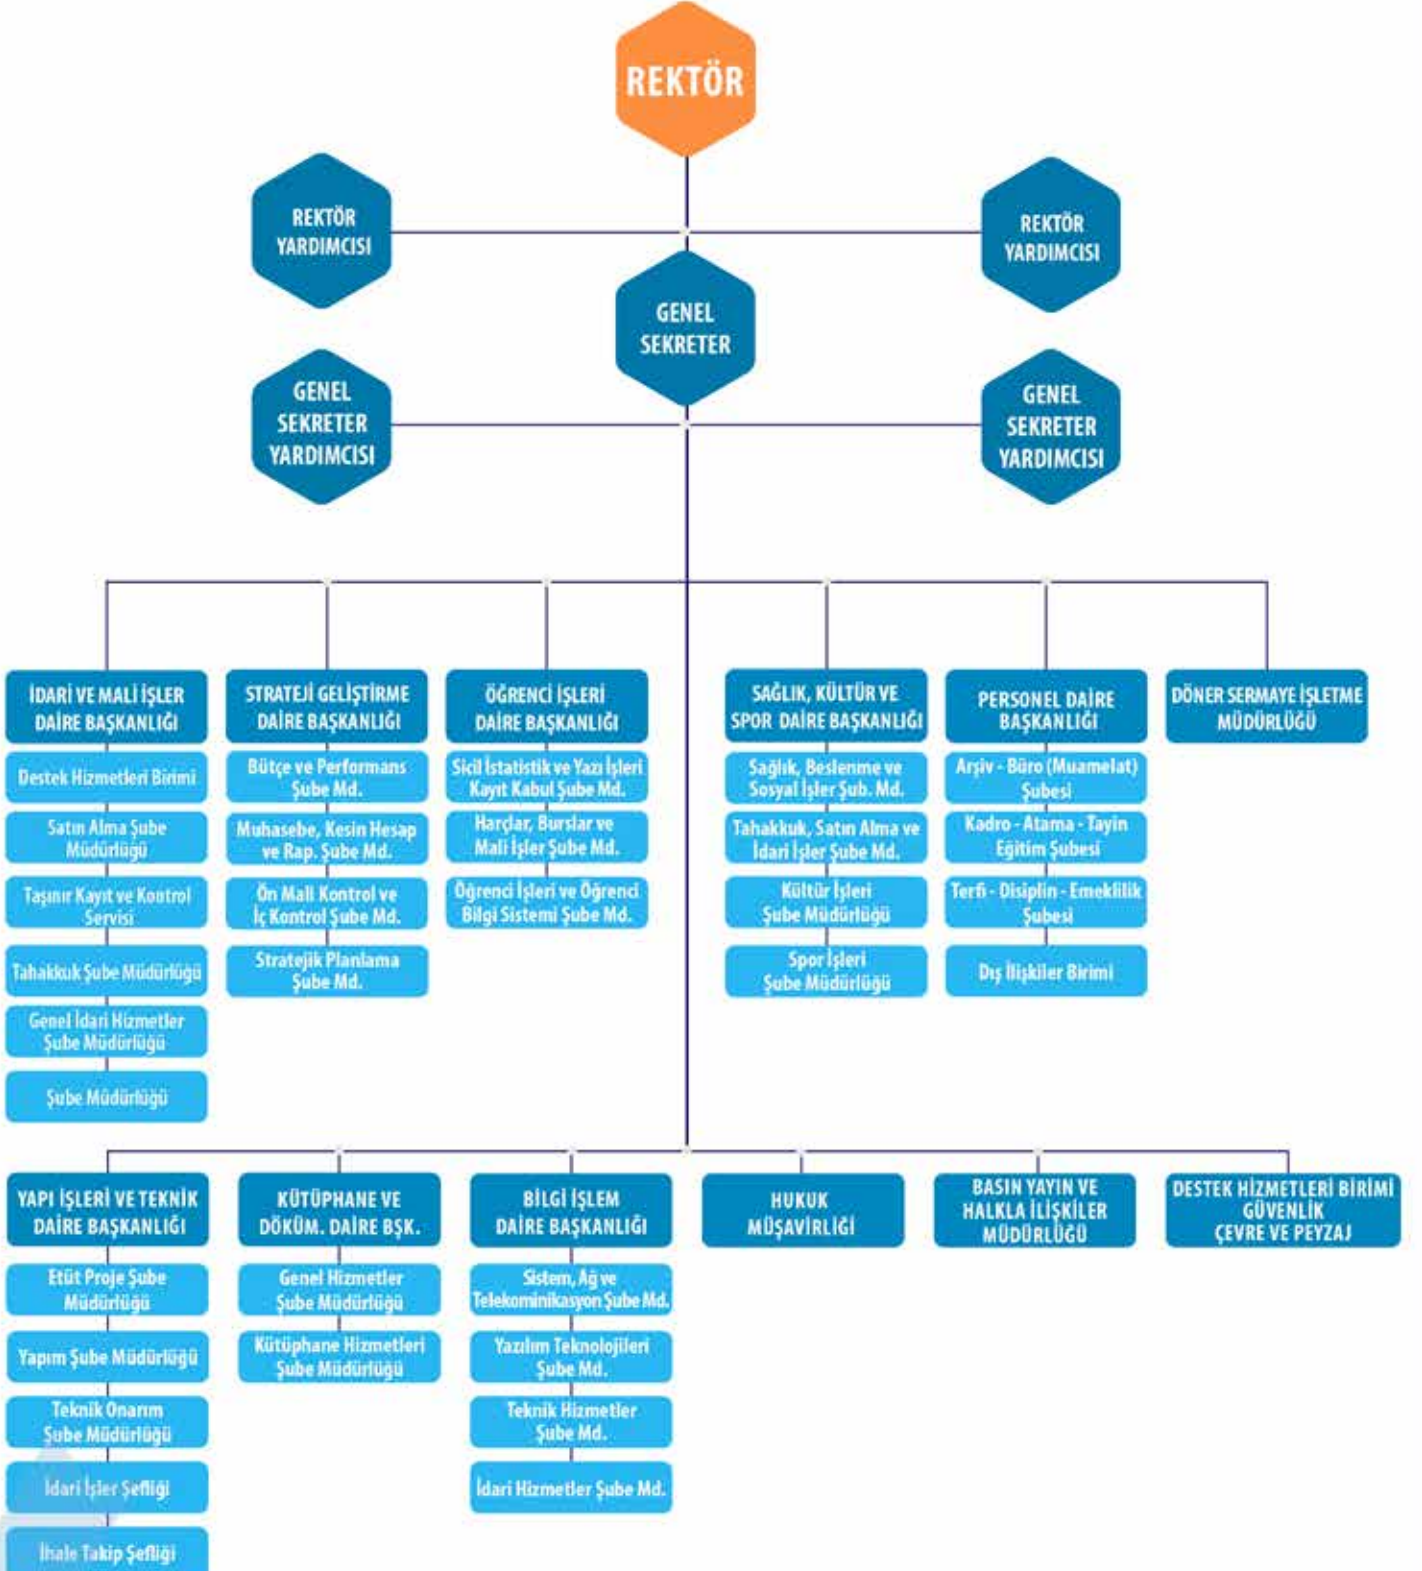 REKTÖR
REKTÖR
YARDIMCISI
REKTÖR
YARDIMCISI
GENEL
SEKRETER
GENEL
SEKRETER
YARDIMCISI
GENEL
SEKRETER
YARDIMCISI
İDARİ VE MALİ İŞLER
DAİRE BAŞKANLIĞI
Destek Hizmetleri Birimi
Satın Alma Şube
Müdürlüğü
Taşınır Kayıt ve Kontrol
Servisi
Tahakkuk Şube Müdürlüğü
Genel İdari Hizmetler
Şube Müdürlüğü
Şube Müdürlüğü
STRATEJİ GELİŞTİRME
DAİRE BAŞKANLIĞI
Bütçe ve Performans
Şube Md.
Muhasebe, Kesin Hesap
ve Rap. Şube Md.
Ön Mali Kontrol ve
İç Kontrol Şube Md.
Stratejik Planlama
Şube Md.
ÖĞRENCİ İŞLERİ
DAİRE BAŞKANLIĞI
Sicil İstatistik ve Yazı İşleri
Kayıt Kabul Şube Md.
Harçlar, Burslar ve
Mali İşler Şube Md.
Öğrenci İşleri ve Öğrenci
Bilgi Sistemi Şube Md.
SAĞLIK, KÜLTÜR VE
SPOR DAİRE BAŞKANLIĞI
Sağlık, Beslenme ve
Sosyal İşler Şub. Md.
Tahakkuk, Satın Alma ve
İdari İşler Şube Md.
Kültür İşleri
Şube Müdürlüğü
Spor İşleri
Şube Müdürlüğü
PERSONEL DAİRE
BAŞKANLIĞI
Arşiv - Büro (Muamelat)
Şubesi
Kadro - Atama - Tayin
Eğitim Şubesi
Terfi - Disiplin - Emeklilik
Şubesi
Dış İlişkiler Birimi
DÖNER SERMAYE İŞLETME
MÜDÜRLÜĞÜ
YAPI İŞLERİ VE TEKNİK
DAİRE BAŞKANLIĞI
Etüt Proje Şube
Müdürlüğü
Yapım Şube Müdürlüğü
Teknik Onarım
Şube Müdürlüğü
İdari İşler Şefliği
İhale Takip Şefliği
KÜTÜPHANE VE
DÖKÜM. DAİRE BŞK.
Genel Hizmetler
Şube Müdürlüğü
Kütüphane Hizmetleri
Şube Müdürlüğü
BİLGİ İŞLEM
DAİRE BAŞKANLIĞI
Sistem, Ağ ve
Telekominikasyon Şube Md.
Yazılım Teknolojileri
Şube Md.
Teknik Hizmetler
Şube Md.
İdari Hizmetler Şube Md.
HUKUK
MÜŞAVİRLİĞİ
BASIN YAYIN VE
HALKLA İLİŞKİLER
MÜDÜRLÜĞÜ
DESTEK HİZMETLERİ BİRİMİ
GÜVENLİK
ÇEVRE VE PEYZAJ